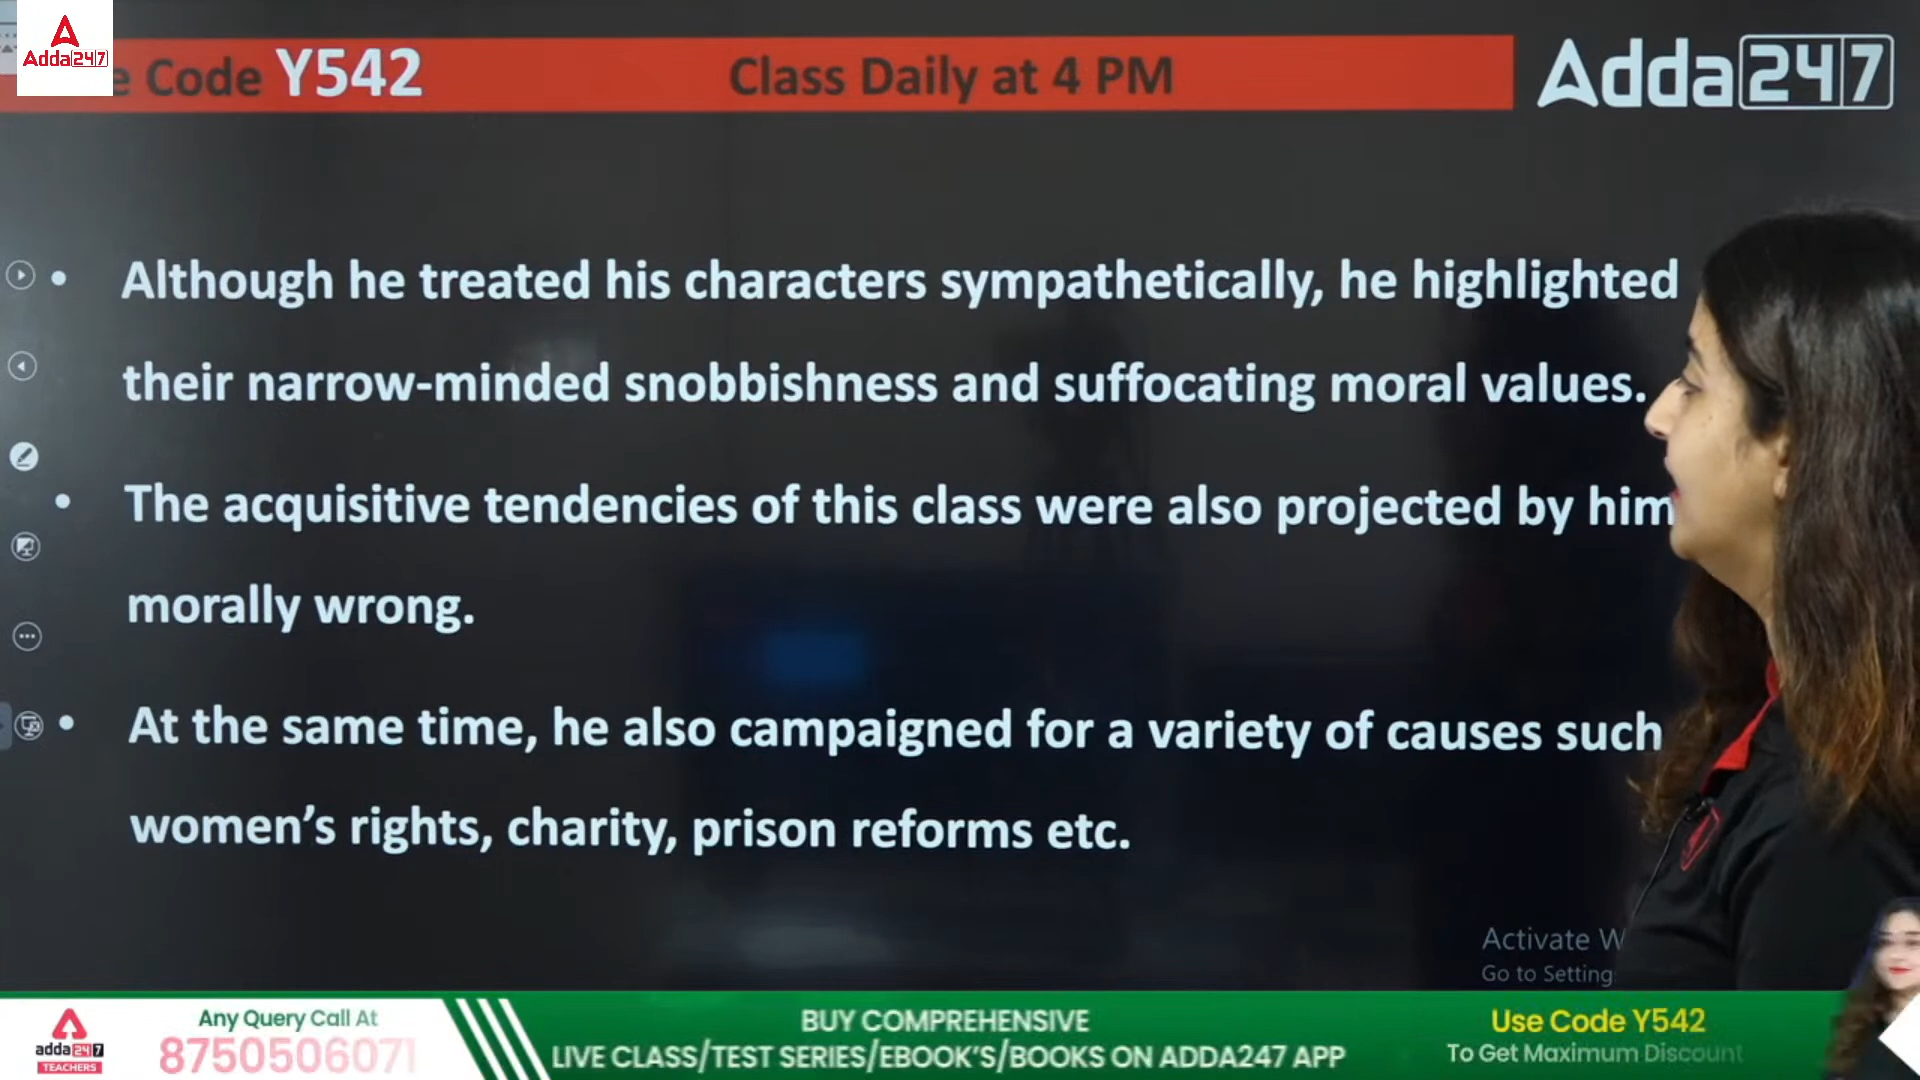 Adda247
e Code Y542
Class Daily at 4 PM
Adda247
• Although he treated his characters sympathetically, he highlighted
their narrow-minded snobbishness and suffocating moral values.
• The acquisitive tendencies of this class were also projected by him
morally wrong.
• At the same time, he also campaigned for a variety of causes such
women’s rights, charity, prison reforms etc.
Activate W
Go to Setting
adda247
TEACHERS
Any Query Call At
8750506071
BUY COMPREHENSIVE
LIVE CLASS/TEST SERIES/EBOOK'S/BOOKS ON ADDA247 APP
Use Code Y542
To Get Maximum Discount